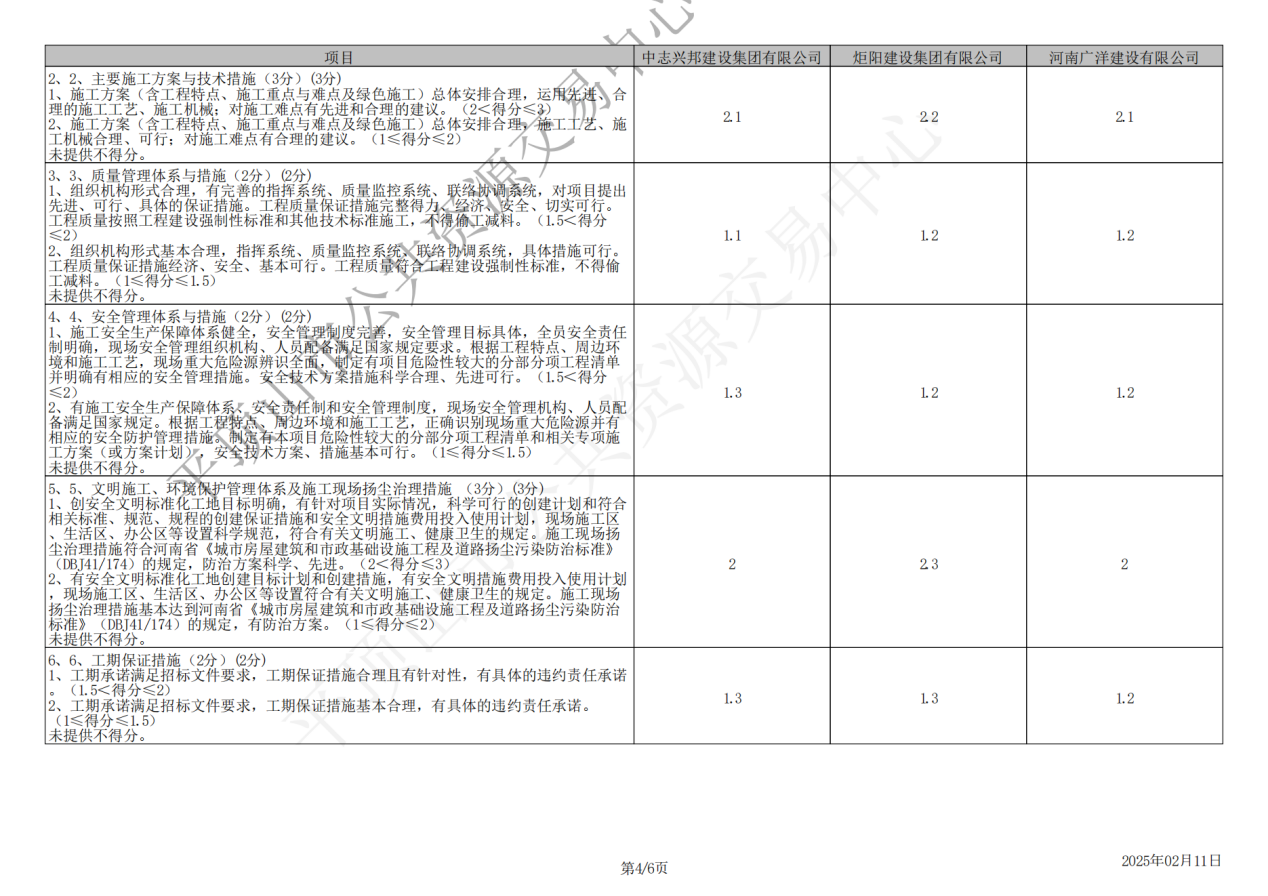 项目
中志兴邦建设集团有限公司
炬阳建设集团有限公司
河南广洋建设有限公司
2、2、主要施工方案与技术措施（3分）(3分)
1、施工方案（含工程特点、施工重点与难点及绿色施工）总体安排合理，运用先进、合
理的施工工艺、施工机械；对施工难点有先进和合理的建议。（2＜得分≤3）
2、施工方案（含工程特点、施工重点与难点及绿色施工）总体安排合理，施工工艺、施
工机械合理、可行；对施工难点有合理的建议。（1≤得分≤2）
未提供不得分。
2.1
2.2
2.1
3、3、质量管理体系与措施（2分）(2分)
1、组织机构形式合理，有完善的指挥系统、质量监控系统、联络协调系统，对项目提出
先进、可行、具体的保证措施。工程质量保证措施完整得力、经济、安全、切实可行。
工程质量按照工程建设强制性标准和其他技术标准施工，不得偷工减料。（1.5＜得分
≤2）
2、组织机构形式基本合理，指挥系统、质量监控系统、联络协调系统，具体措施可行。
工程质量保证措施经济、安全、基本可行。工程质量符合工程建设强制性标准，不得偷
工减料。（1≤得分≤1.5）
未提供不得分。
1.1
1.2
1.2
4、4、安全管理体系与措施（2分）(2分)
1、施工安全生产保障体系健全，安全管理制度完善，安全管理目标具体，全员安全责任
制明确，现场安全管理组织机构、人员配备满足国家规定要求。根据工程特点、周边环
境和施工工艺，现场重大危险源辨识全面，制定有项目危险性较大的分部分项工程清单
并明确有相应的安全管理措施。安全技术方案措施科学合理、先进可行。（1.5＜得分
≤2）
2、有施工安全生产保障体系、安全责任制和安全管理制度，现场安全管理机构、人员配
备满足国家规定。根据工程特点、周边环境和施工工艺，正确识别现场重大危险源并有
相应的安全防护管理措施。制定有本项目危险性较大的分部分项工程清单和相关专项施
工方案（或方案计划），安全技术方案、措施基本可行。（1≤得分≤1.5）
未提供不得分。
1.3
1.2
1.2
5、5、文明施工、环境保护管理体系及施工现场扬尘治理措施 （3分）(3分)
1、创安全文明标准化工地目标明确，有针对项目实际情况，科学可行的创建计划和符合
相关标准、规范、规程的创建保证措施和安全文明措施费用投入使用计划，现场施工区
、生活区、办公区等设置科学规范，符合有关文明施工、健康卫生的规定。施工现场扬
尘治理措施符合河南省《城市房屋建筑和市政基础设施工程及道路扬尘污染防治标准》
（DBJ41/174）的规定，防治方案科学、先进。（2＜得分≤3）
2、有安全文明标准化工地创建目标计划和创建措施，有安全文明措施费用投入使用计划
，现场施工区、生活区、办公区等设置符合有关文明施工、健康卫生的规定。施工现场
扬尘治理措施基本达到河南省《城市房屋建筑和市政基础设施工程及道路扬尘污染防治
标准》（DBJ41/174）的规定，有防治方案。（1≤得分≤2）
未提供不得分。
2
2.3
2
6、6、工期保证措施（2分）(2分)
1、工期承诺满足招标文件要求，工期保证措施合理且有针对性，有具体的违约责任承诺
。（1.5＜得分≤2）
2、工期承诺满足招标文件要求，工期保证措施基本合理，有具体的违约责任承诺。
（1≤得分≤1.5）
未提供不得分。
1.3
1.3
1.2
平顶山市公共资源交易中心
平顶山市公共资源交易中心
第4/6页
2025年02月11日